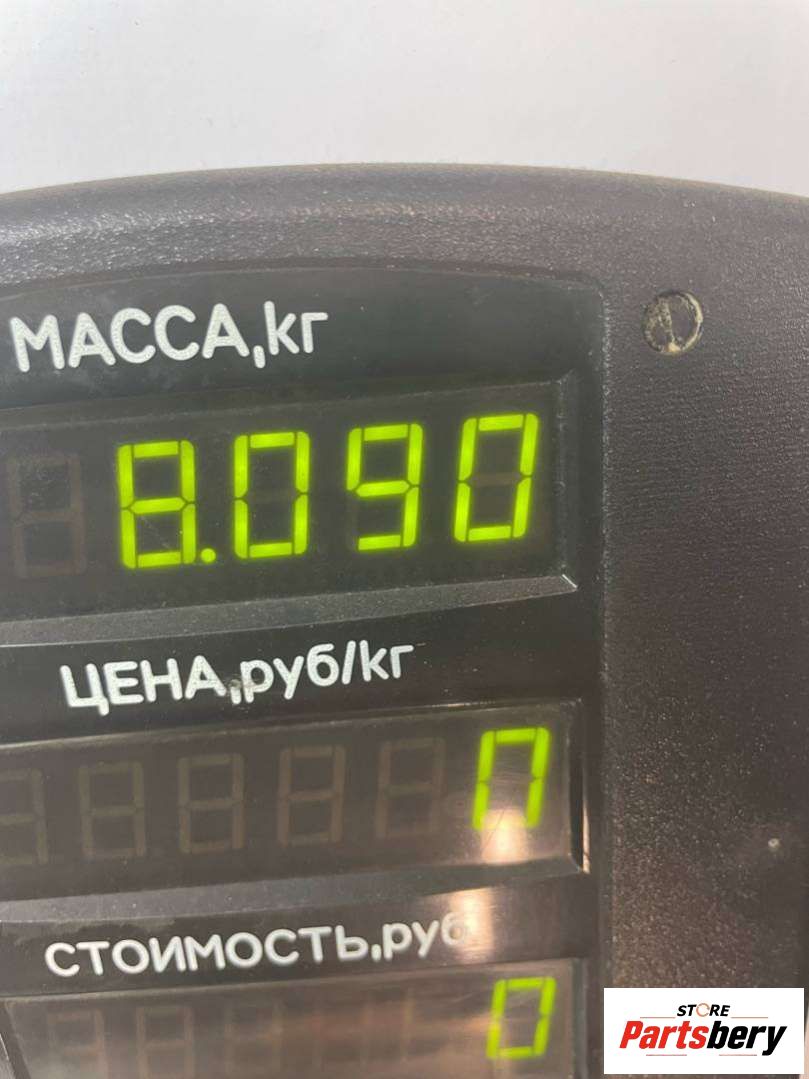 МАССА,кг
8.090
ЦЕНА,руб/кг
0
СТОИМОСТЬ,руб
0
STORE
Partsbery